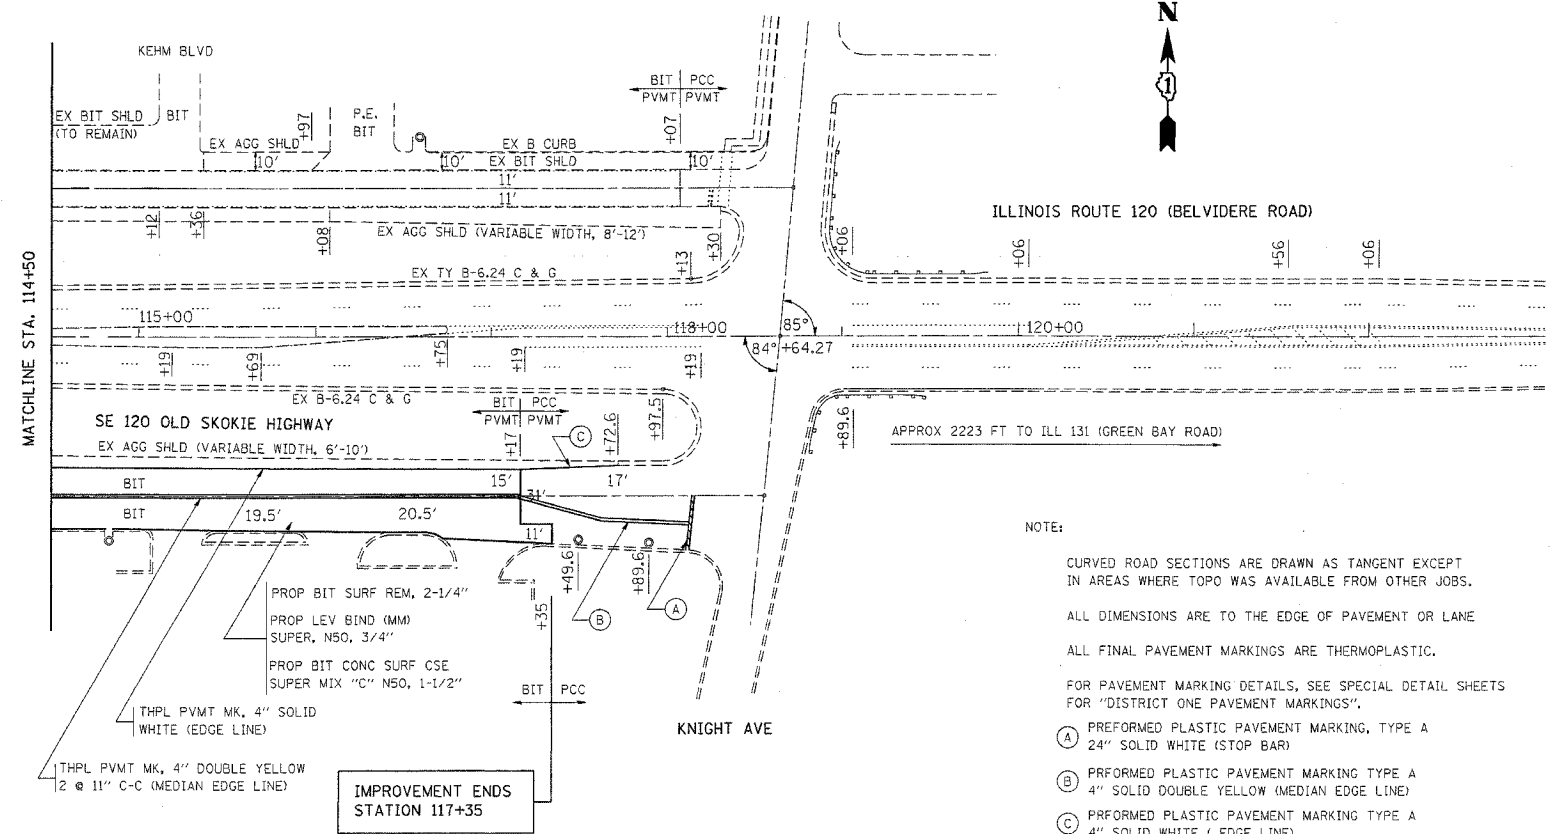 N
1
KEHM BLVD
BIT PCC
PVMT PVMT
EX BIT SHLD
(TO REMAIN)
BIT
+97
P.E.
BIT
+07
EX AGG SHLD
EX B CURB
10'
10'
EX BIT SHLD
10'
11'
11'
ILLINOIS ROUTE 120 (BELVIDERE ROAD)
+12
+36
+08
EX AGG SHLD (VARIABLE WIDTH, 8'-12')
+13
+30
+06
+06
+56
+06
EX TY B-6.24 C & G
MATCHLINE STA. 114+50
115+00
118+00
85°
120+00
84°
+64.27
+19
+69
+75
+19
+19
EX B-6.24 C & G
BIT PCC
PVMT PVMT
SE 120 OLD SKOKIE HIGHWAY
+17
C
+72.6
+97.5
+89.6
APPROX 2223 FT TO ILL 131 (GREEN BAY ROAD)
EX AGG SHLD (VARIABLE WIDTH, 6'-10')
BIT
15'
17'
31'
BIT
19.5'
20.5'
11'
+49.6
+89.6
+35
B
A
PROP BIT SURF REM, 2-1/4"
PROP LEV BIND (MM)
SUPER, N50, 3/4"
PROP BIT CONC SURF CSE
SUPER MIX "C" N50, 1-1/2"
BIT PCC
THPL PVMT MK, 4" SOLID
WHITE (EDGE LINE)
KNIGHT AVE
THPL PVMT MK, 4" DOUBLE YELLOW
2 @ 11" C-C (MEDIAN EDGE LINE)
IMPROVEMENT ENDS
STATION 117+35
NOTE:
CURVED ROAD SECTIONS ARE DRAWN AS TANGENT EXCEPT
IN AREAS WHERE TOPO WAS AVAILABLE FROM OTHER JOBS.
ALL DIMENSIONS ARE TO THE EDGE OF PAVEMENT OR LANE
ALL FINAL PAVEMENT MARKINGS ARE THERMOPLASTIC.
FOR PAVEMENT MARKING DETAILS, SEE SPECIAL DETAIL SHEETS
FOR "DISTRICT ONE PAVEMENT MARKINGS".
A PREFORMED PLASTIC PAVEMENT MARKING, TYPE A
24" SOLID WHITE (STOP BAR)
B PRFORMED PLASTIC PAVEMENT MARKING TYPE A
4" SOLID DOUBLE YELLOW (MEDIAN EDGE LINE)
C PRFORMED PLASTIC PAVEMENT MARKING TYPE A
4" SOLID WHITE ( EDGE LINE)